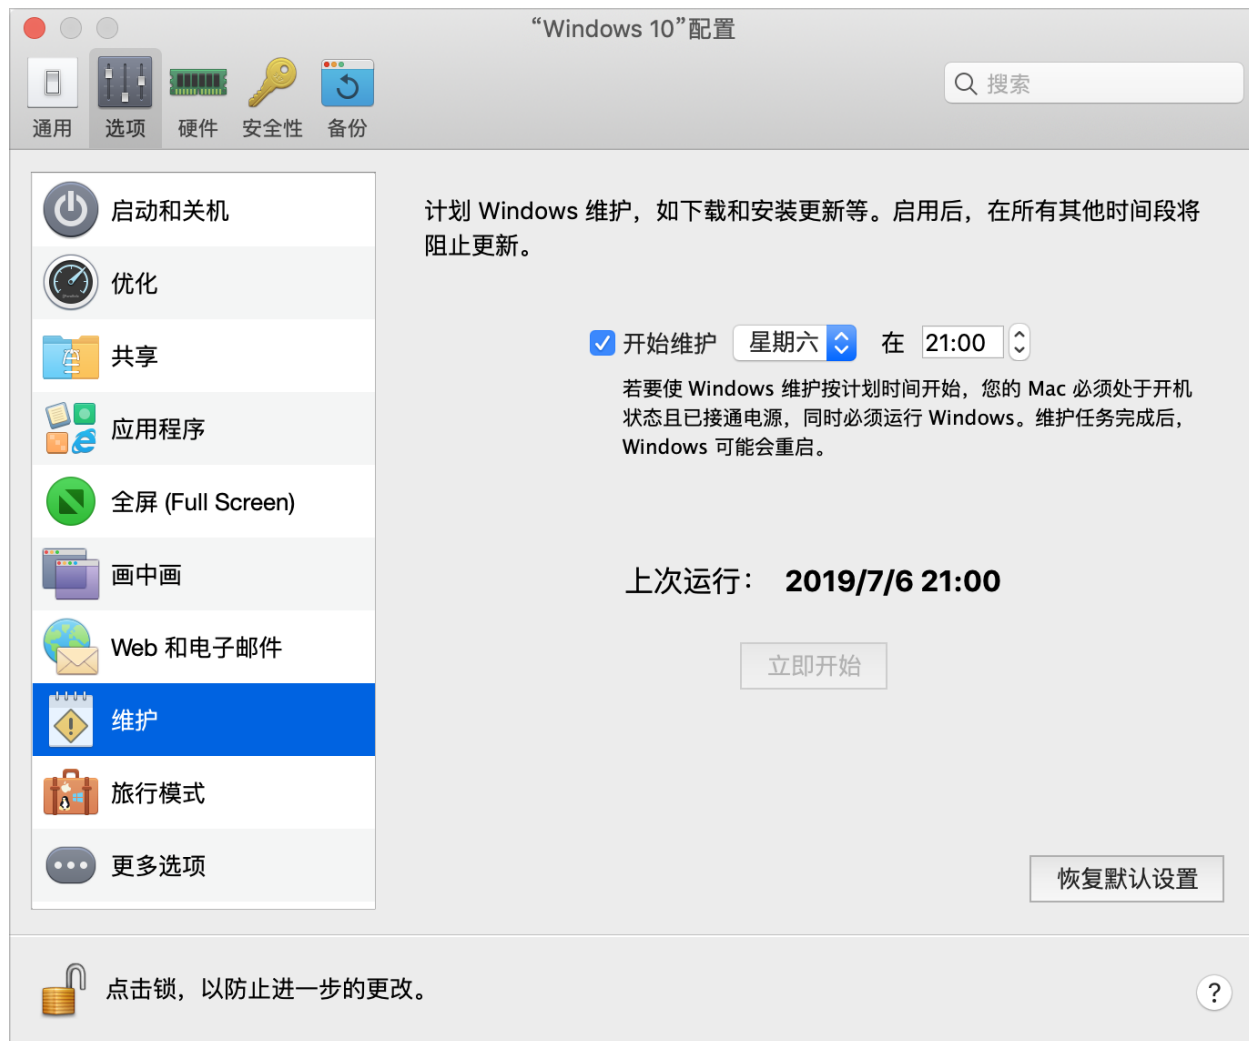 “Windows 10”配置
通用
选项
硬件
安全性
备份
搜索
启动和关机
优化
共享
应用程序
全屏 (Full Screen)
画中画
Web 和电子邮件
维护
旅行模式
更多选项
计划 Windows 维护，如下载和安装更新等。启用后，在所有其他时间段将
阻止更新。
开始维护 星期六 在 21:00
若要使 Windows 维护按计划时间开始，您的 Mac 必须处于开机
状态且已接通电源，同时必须运行 Windows。维护任务完成后，
Windows 可能会重启。
上次运行： 2019/7/6 21:00
立即开始
恢复默认设置
点击锁，以防止进一步的更改。
?